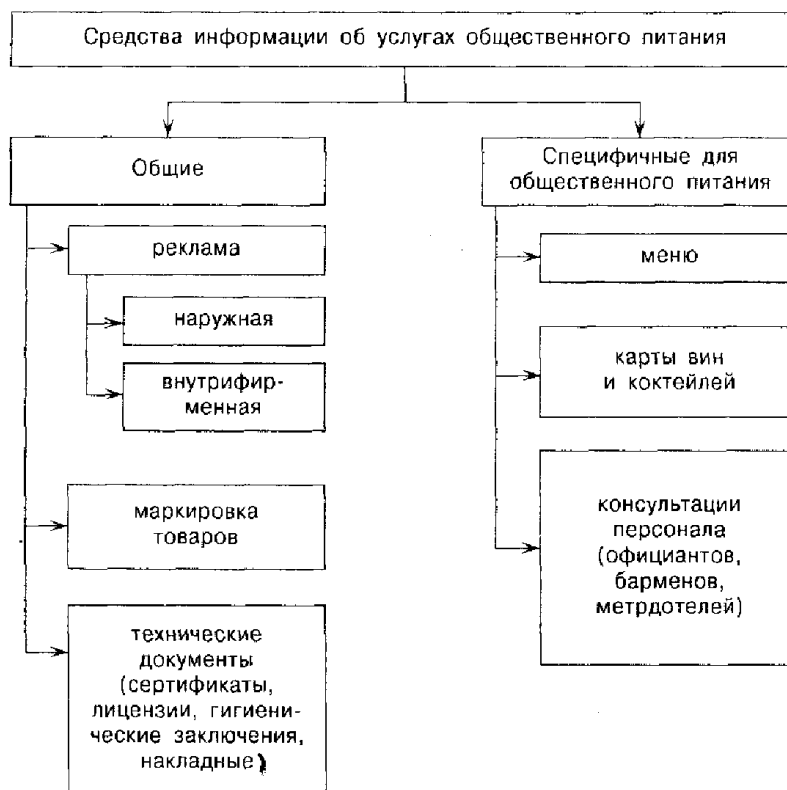 Средства информации об услугах общественного питания
Общие
реклама
наружная
внутрифир-
менная
маркировка
товаров
технические
документы
(сертификаты,
лицензии, гигиени-
ческие заключения,
накладные)
Специфичные для
общественного питания
меню
карты вин
и коктейлей
консультации
персонала
(официантов,
барменов,
метрдотелей)